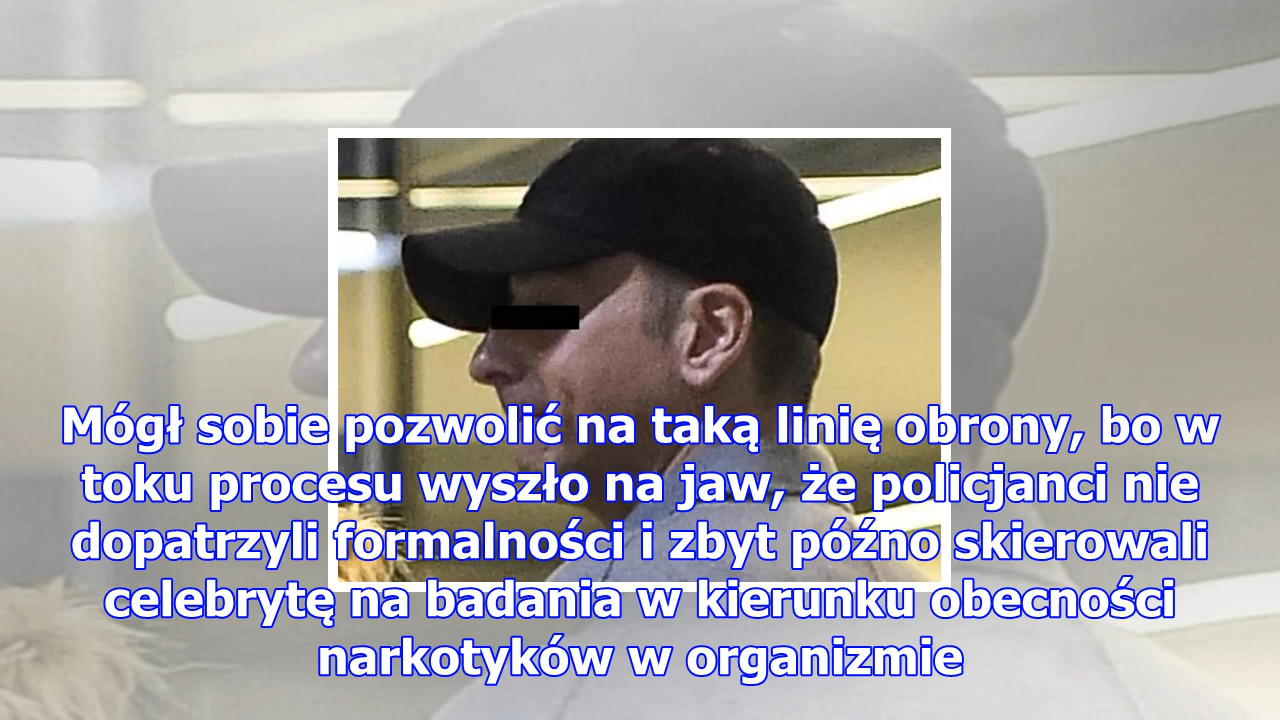 Mógł sobie pozwolić na taką linię obrony, bo w
toku procesu wyszło na jaw, że policjanci nie
dopatrzyli formalności i zbyt późno skierowali
celebrytę na badania w kierunku obecności
narkotyków w organizmie